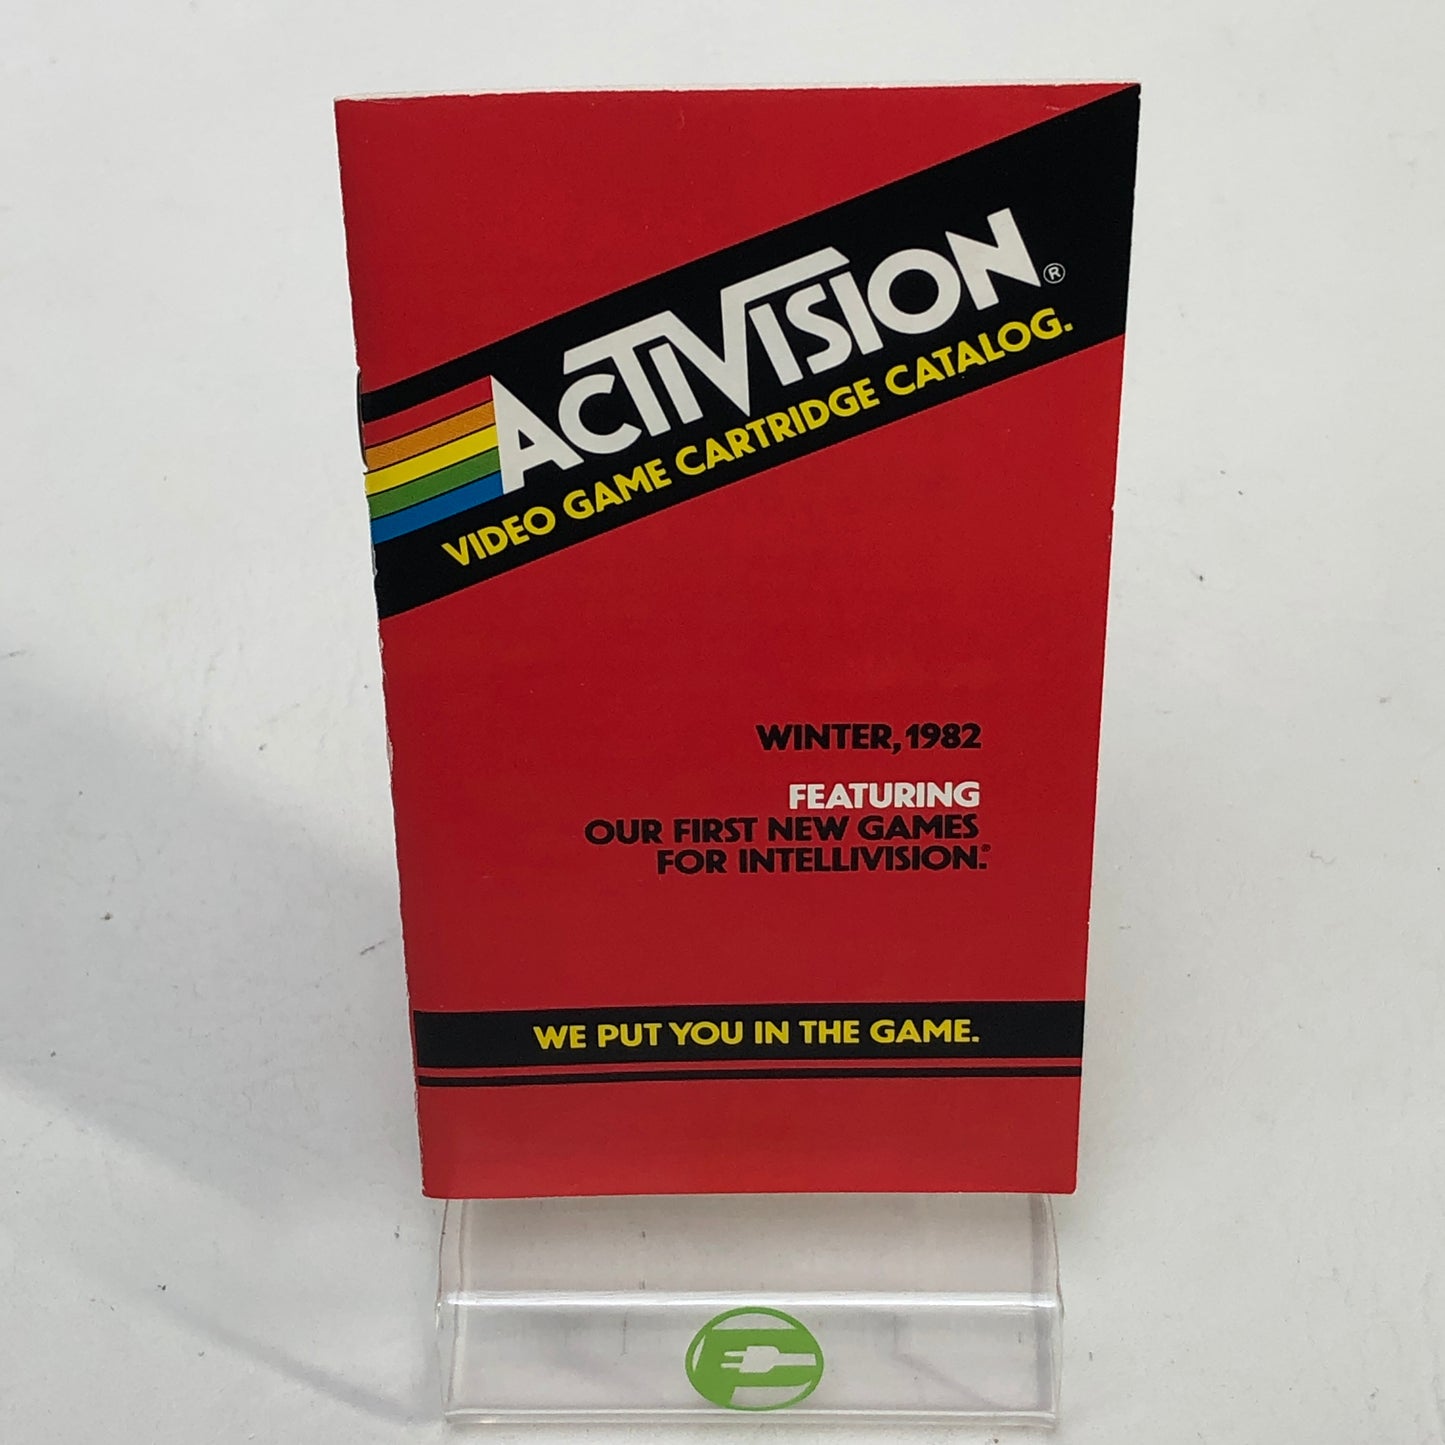 ACTIVISION®
VIDEO GAME CARTRIDGE CATALOG.
WINTER, 1982
FEATURING
OUR FIRST NEW GAMES
FOR INTELLIVISION.®
WE PUT YOU IN THE GAME.